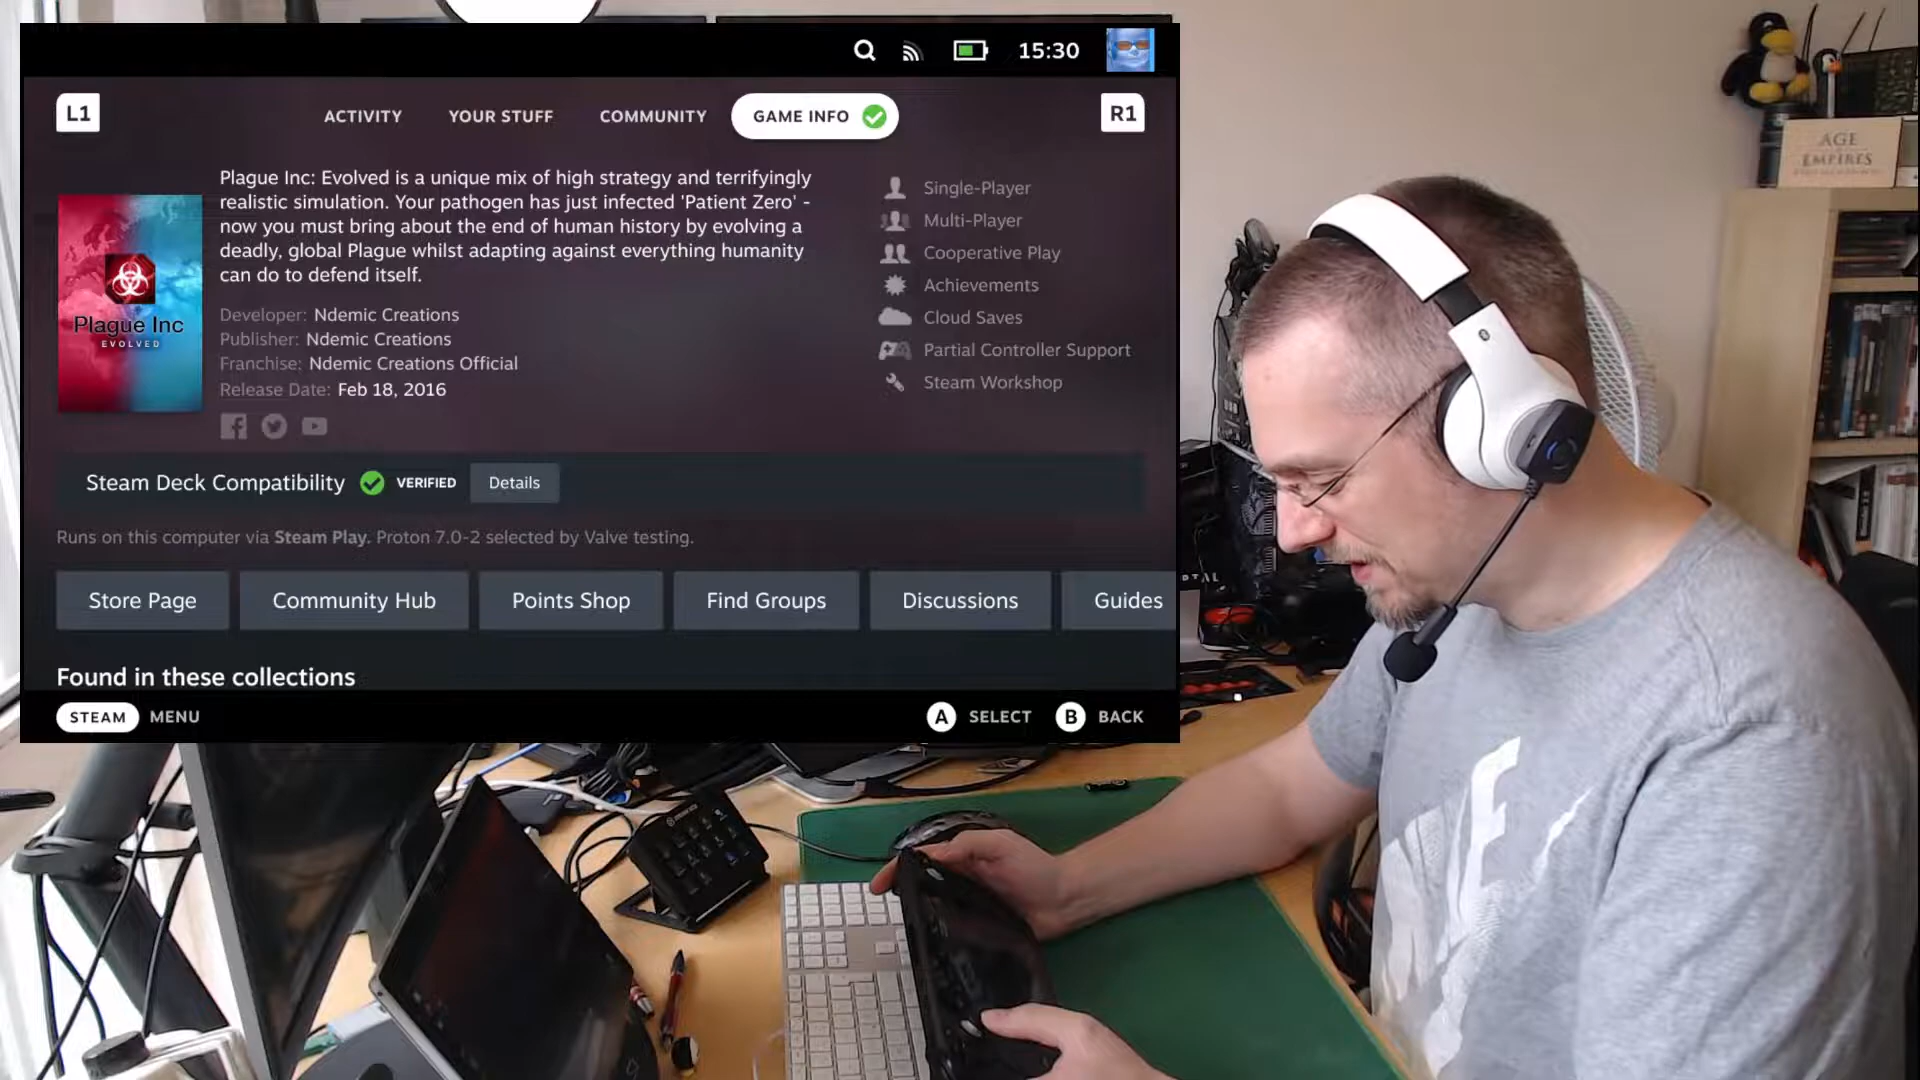 15:30
L1
ACTIVITY
YOUR STUFF
COMMUNITY
GAME INFO
R1
Plague Inc: Evolved is a unique mix of high strategy and terrifyingly
realistic simulation. Your pathogen has just infected 'Patient Zero' -
now you must bring about the end of human history by evolving a
deadly, global Plague whilst adapting against everything humanity
can do to defend itself.
Plague Inc
EVOLVED
Developer: Ndemic Creations
Publisher: Ndemic Creations
Franchise: Ndemic Creations Official
Release Date: Feb 18, 2016
Single-Player
Multi-Player
Cooperative Play
Achievements
Cloud Saves
Partial Controller Support
Steam Workshop
Steam Deck Compatibility VERIFIED Details
Runs on this computer via Steam Play. Proton 7.0-2 selected by Valve testing.
Store Page
Community Hub
Points Shop
Find Groups
Discussions
Guides
Found in these collections
STEAM MENU
A SELECT B BACK
AGE
EMPIRES